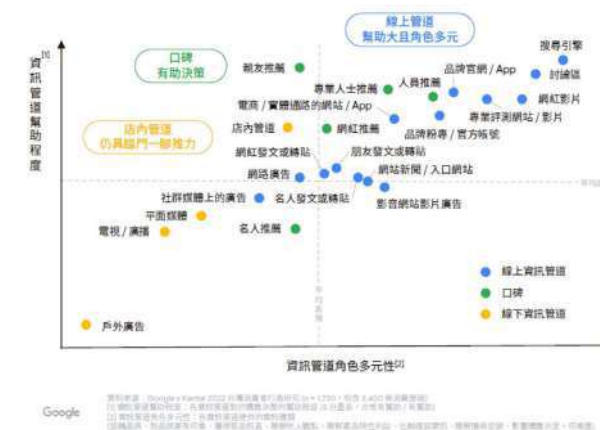 線上管道
幫助大且角色多元
口碑
有助決策
店內管道
仍具臨門一腳推力
資訊管道幫助程度[1]
搜尋引擎
討論區
品牌官網 / App
網紅影片
專業評測網站 / 影片
親友推薦
專業人士推薦
人員推薦
電商 / 實體通路的網站 / App
品牌粉專 / 官方帳號
店內管道
網紅推薦
網紅發文或轉貼
朋友發文或轉貼
網路廣告
網站新聞 / 入口網站
社群媒體上的廣告
名人發文或轉貼
影音網站影片廣告
平面媒體
電視 / 廣播
名人推薦
戶外廣告
線上資訊管道
口碑
線下資訊管道
資訊管道角色多元性[2]
Google